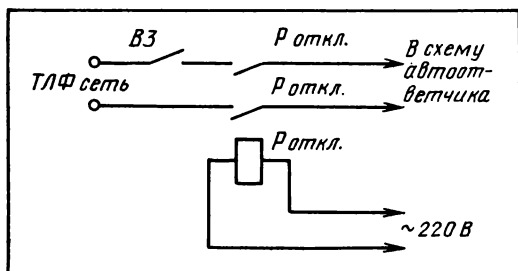 В3
Р откл.
В схему
автоот-
ветчика
ТЛФ сеть
Р откл.
Р откл.
~220 В